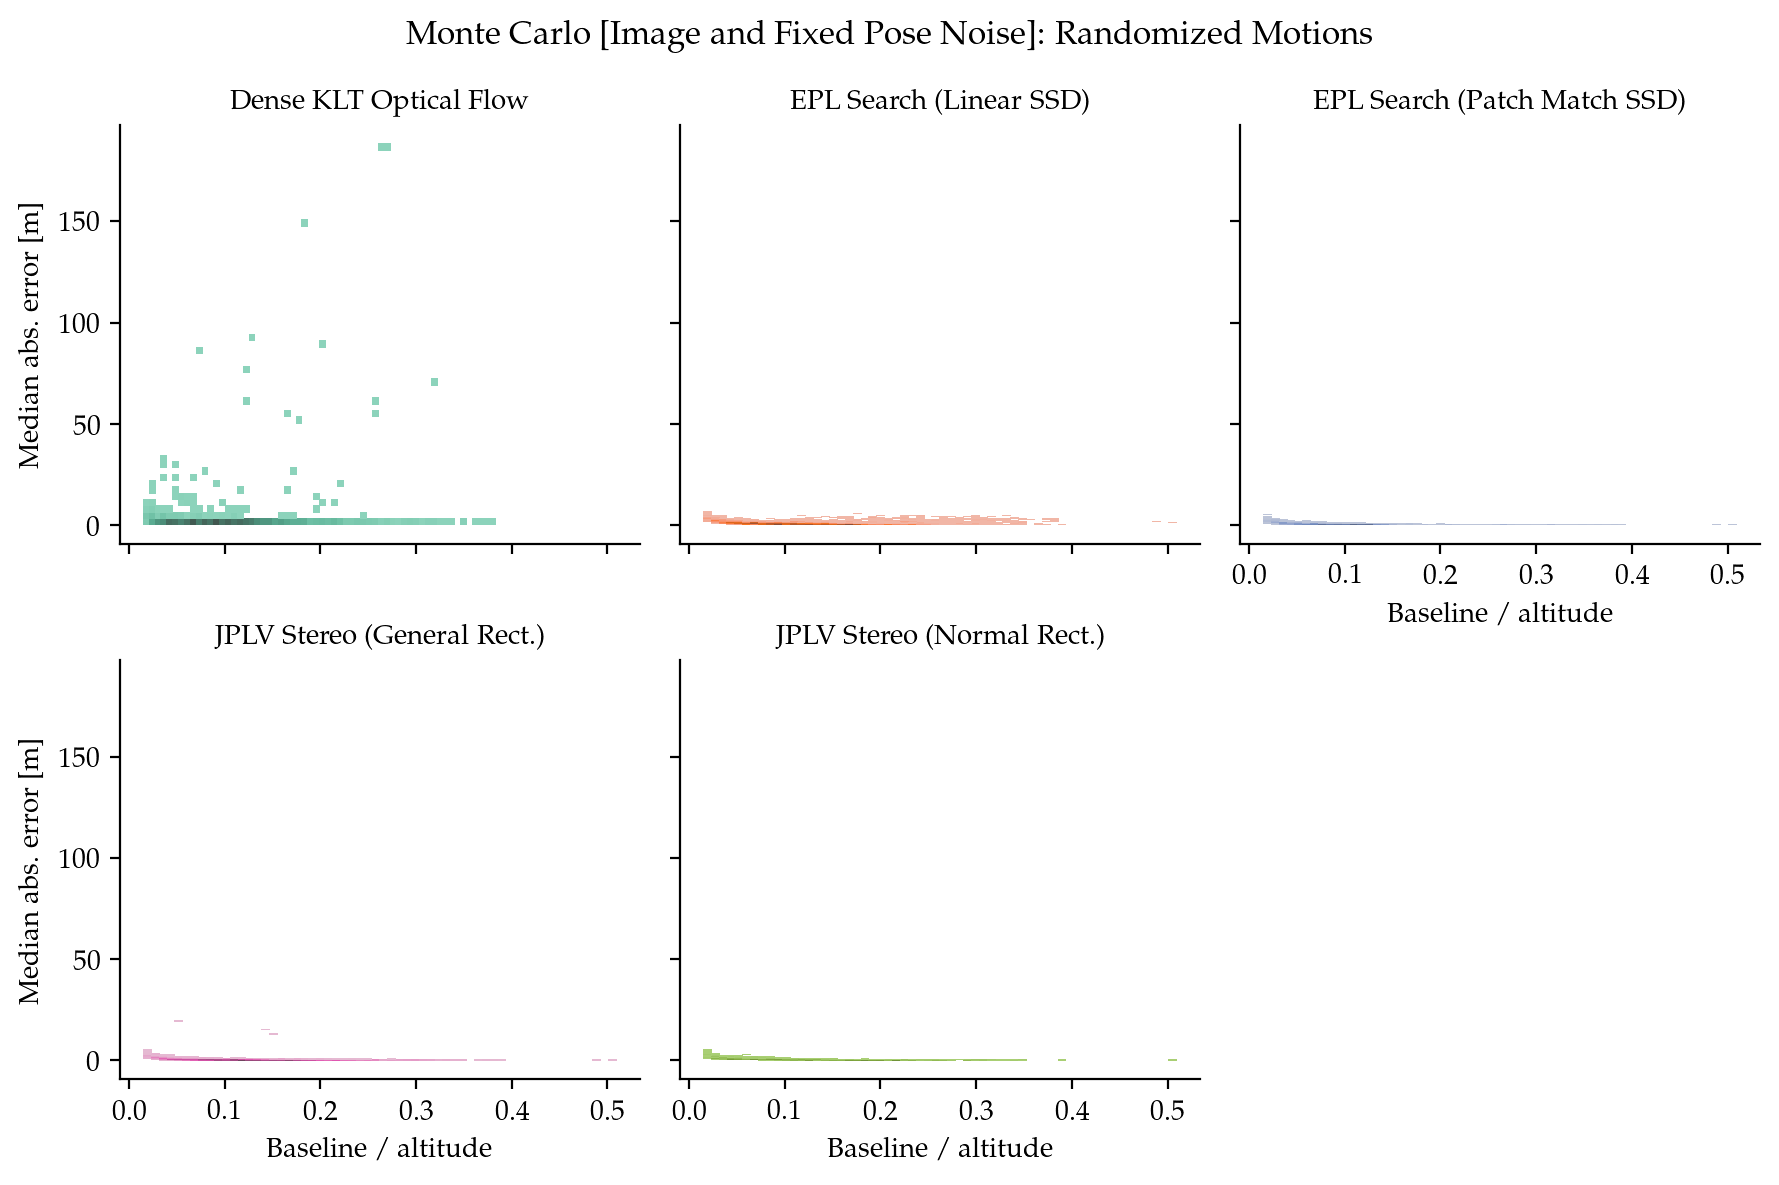 Monte Carlo [Image and Fixed Pose Noise]: Randomized Motions
Dense KLT Optical Flow
EPL Search (Linear SSD)
EPL Search (Patch Match SSD)
Median abs. error [m]
150
100
50
0
0.0 0.1 0.2 0.3 0.4 0.5
Baseline / altitude
JPLV Stereo (General Rect.)
JPLV Stereo (Normal Rect.)
Median abs. error [m]
150
100
50
0
0.0 0.1 0.2 0.3 0.4 0.5
Baseline / altitude
0.0 0.1 0.2 0.3 0.4 0.5
Baseline / altitude